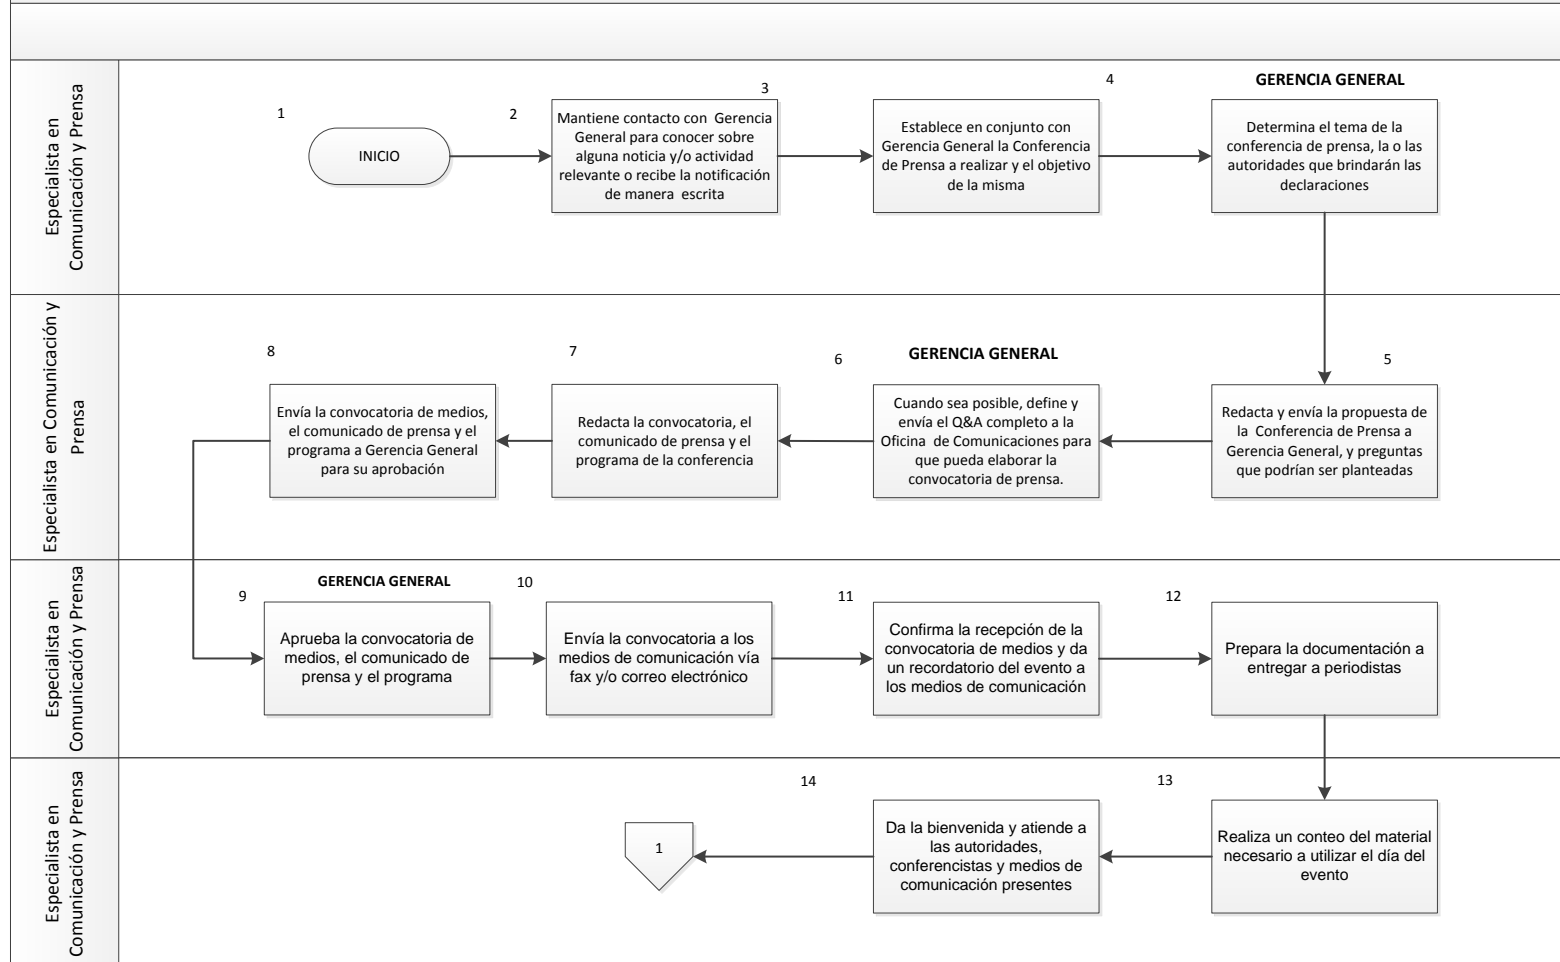 Especialista en
Comunicación y Prensa
1
INICIO
2
Mantiene contacto con Gerencia
General para conocer sobre
alguna noticia y/o actividad
relevante o recibe la notificación
de manera escrita
3
Establece en conjunto con
Gerencia General la Conferencia
de Prensa a realizar y el objetivo
de la misma
4
GERENCIA GENERAL
Determina el tema de la
conferencia de prensa, la o las
autoridades que brindarán las
declaraciones
Especialista en Comunicación y
Prensa
5
Redacta y envía la propuesta de
la Conferencia de Prensa a
Gerencia General, y preguntas
que podrían ser planteadas
6
GERENCIA GENERAL
Cuando sea posible, define y
envía el Q&A completo a la
Oficina de Comunicaciones para
que pueda elaborar la
convocatoria de prensa.
7
Redacta la convocatoria, el
comunicado de prensa y el
programa de la conferencia
8
Envía la convocatoria de medios,
el comunicado de prensa y el
programa a Gerencia General
para su aprobación
Especialista en
Comunicación y Prensa
9
GERENCIA GENERAL
Aprueba la convocatoria de
medios, el comunicado de
prensa y el programa
10
Envía la convocatoria a los
medios de comunicación vía
fax y/o correo electrónico
11
Confirma la recepción de la
convocatoria de medios y da
un recordatorio del evento a
los medios de comunicación
12
Prepara la documentación a
entregar a periodistas
Especialista en
Comunicación y Prensa
13
Realiza un conteo del material
necesario a utilizar el día del
evento
14
Da la bienvenida y atiende a
las autoridades,
conferencistas y medios de
comunicación presentes
1